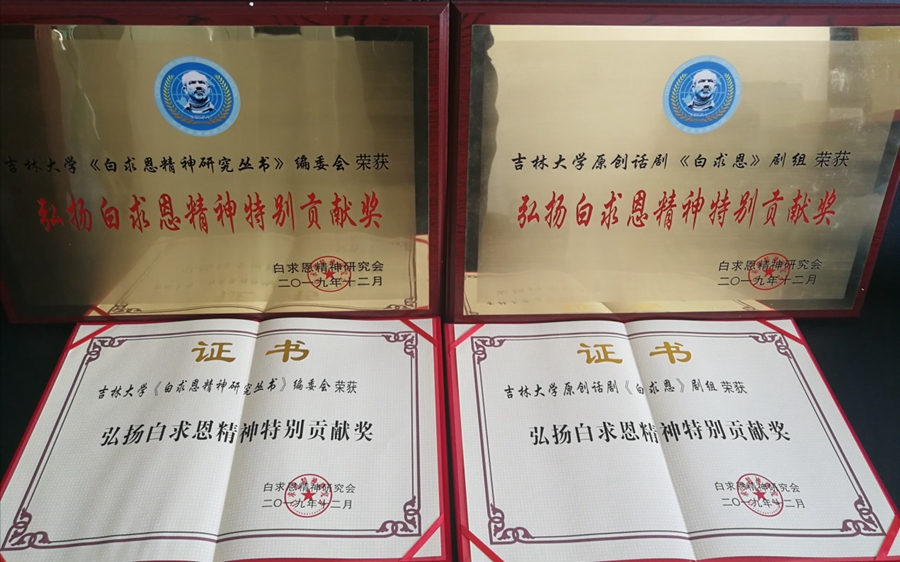 吉林大学《白求恩精神研究丛书》编委会 荣获
弘扬白求恩精神特别贡献奖
白求恩精神研究会
二〇一九年十二月
吉林大学原创话剧《白求恩》剧组 荣获
弘扬白求恩精神特别贡献奖
白求恩精神研究会
二〇一九年十二月
证书
吉林大学《白求恩精神研究丛书》编委会 荣获
弘扬白求恩精神特别贡献奖
白求恩精神研究会
二〇一九年十二月
证书
吉林大学原创话剧《白求恩》剧组 荣获
弘扬白求恩精神特别贡献奖
白求恩精神研究会
二〇一九年十二月